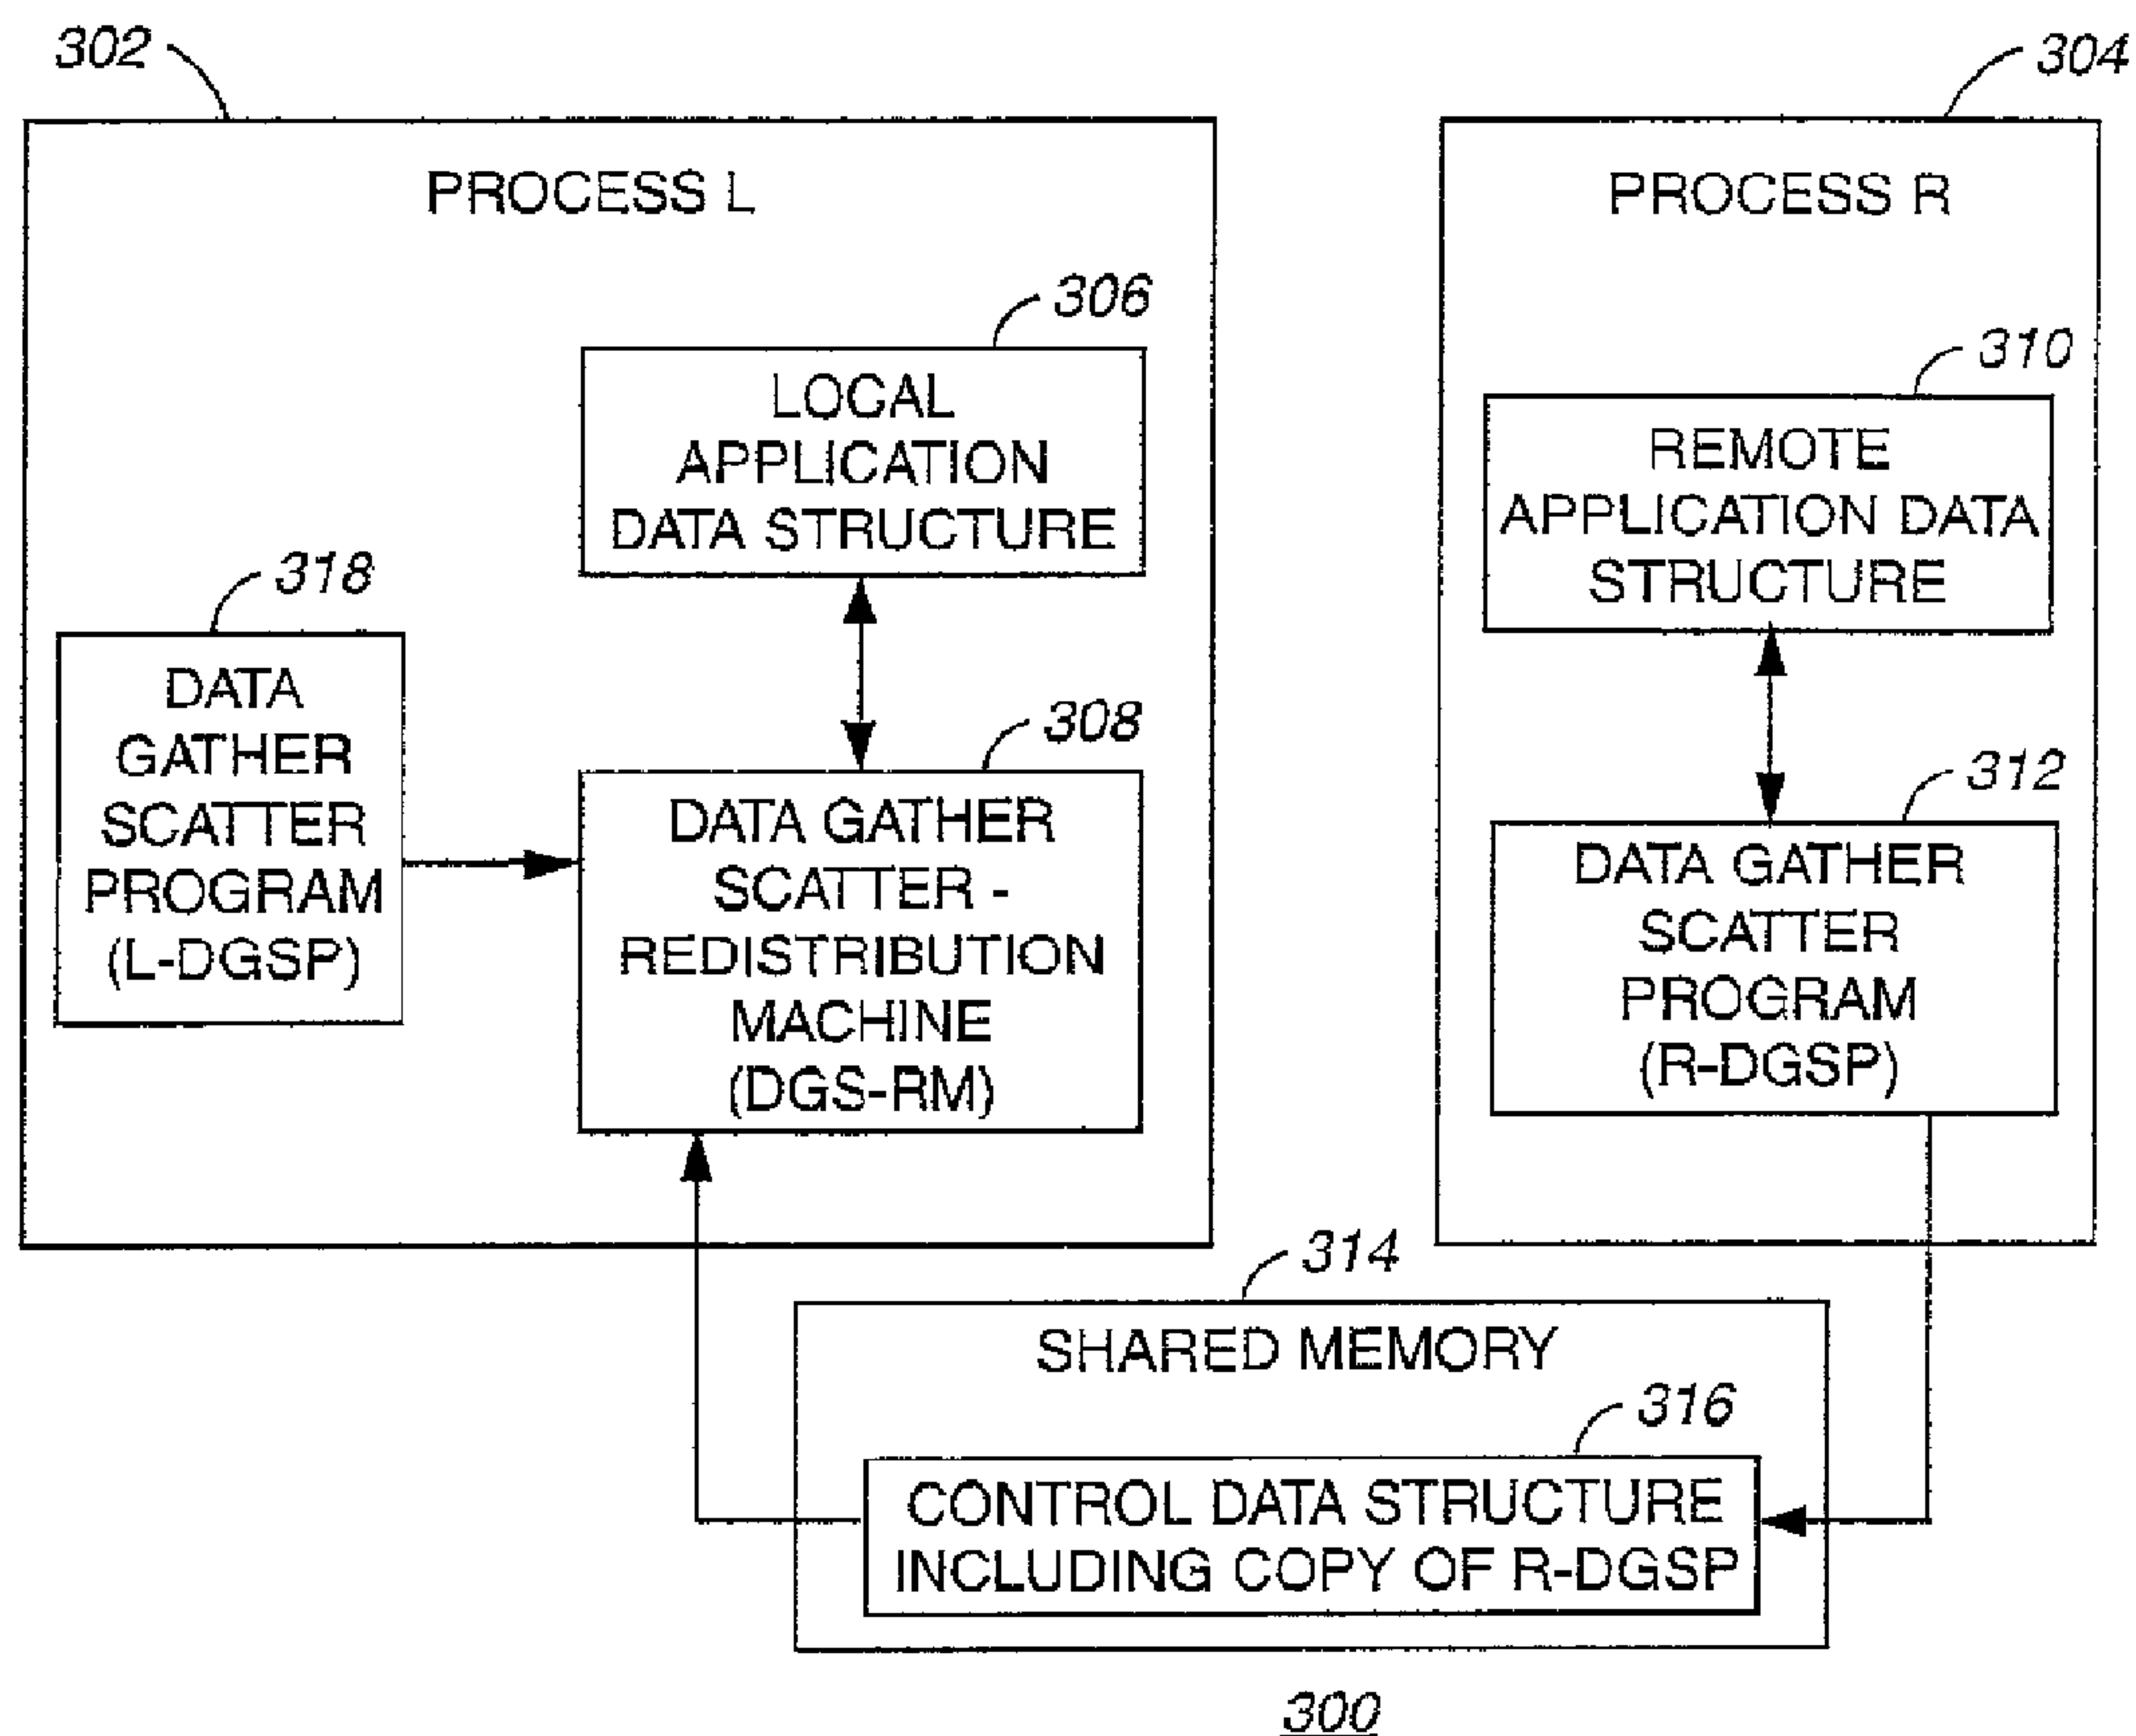 302
304
PROCESS L
PROCESS R
306
LOCAL
APPLICATION
DATA STRUCTURE
310
REMOTE
APPLICATION DATA
STRUCTURE
318
DATA
GATHER
SCATTER
PROGRAM
(L-DGSP)
308
DATA GATHER
SCATTER -
REDISTRIBUTION
MACHINE
(DGS-RM)
312
DATA GATHER
SCATTER
PROGRAM
(R-DGSP)
314
SHARED MEMORY
316
CONTROL DATA STRUCTURE
INCLUDING COPY OF R-DGSP
300